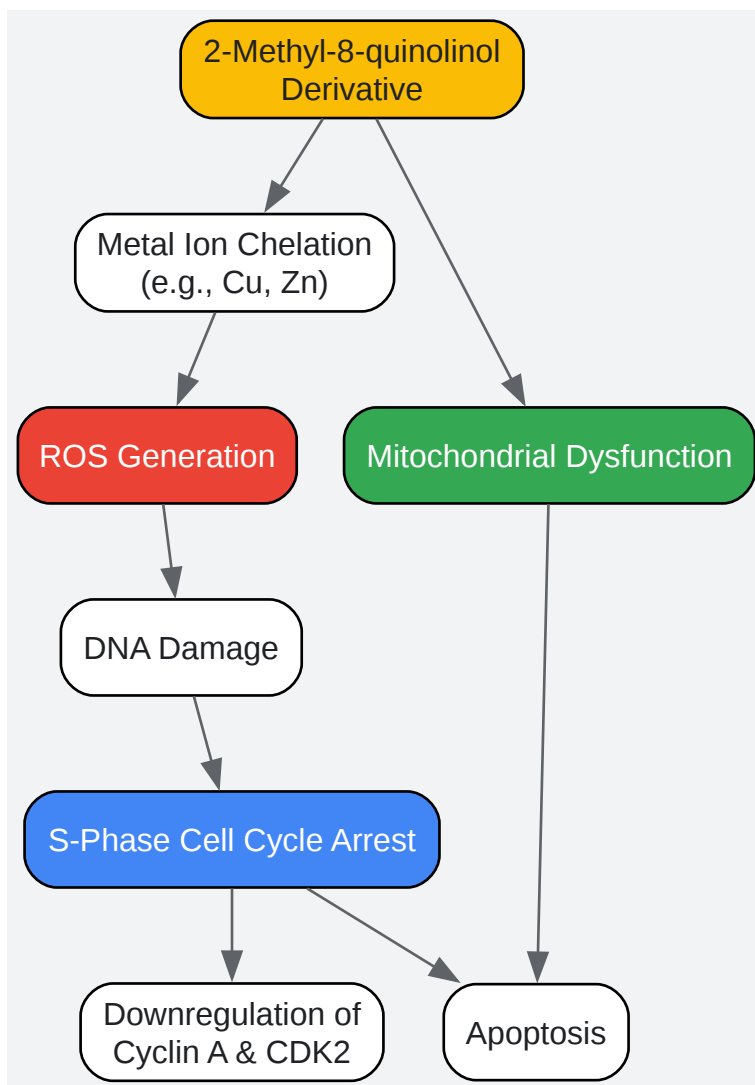 2-Methyl-8-quinolinol
Derivative
Metal Ion Chelation
(e.g., Cu, Zn)
ROS Generation
Mitochondrial Dysfunction
DNA Damage
S-Phase Cell Cycle Arrest
Downregulation of
Cyclin A & CDK2
Apoptosis